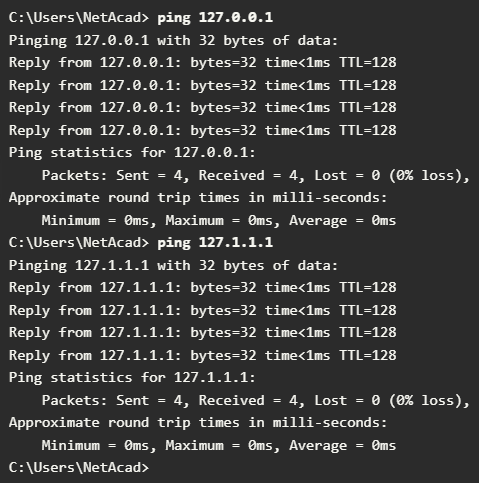 C:\Users\NetAcad> ping 127.0.0.1
Pinging 127.0.0.1 with 32 bytes of data:
Reply from 127.0.0.1: bytes=32 time<1ms TTL=128
Reply from 127.0.0.1: bytes=32 time<1ms TTL=128
Reply from 127.0.0.1: bytes=32 time<1ms TTL=128
Reply from 127.0.0.1: bytes=32 time<1ms TTL=128
Ping statistics for 127.0.0.1:
    Packets: Sent = 4, Received = 4, Lost = 0 (0% loss),
Approximate round trip times in milli-seconds:
    Minimum = 0ms, Maximum = 0ms, Average = 0ms
C:\Users\NetAcad> ping 127.1.1.1
Pinging 127.1.1.1 with 32 bytes of data:
Reply from 127.1.1.1: bytes=32 time<1ms TTL=128
Reply from 127.1.1.1: bytes=32 time<1ms TTL=128
Reply from 127.1.1.1: bytes=32 time<1ms TTL=128
Reply from 127.1.1.1: bytes=32 time<1ms TTL=128
Ping statistics for 127.1.1.1:
    Packets: Sent = 4, Received = 4, Lost = 0 (0% loss),
Approximate round trip times in milli-seconds:
    Minimum = 0ms, Maximum = 0ms, Average = 0ms
C:\Users\NetAcad>